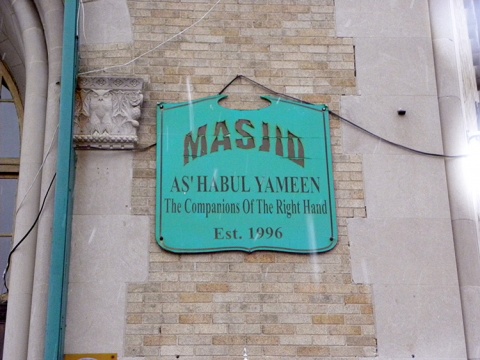 MASJID
AS'HABUL YAMEEN
The Companions Of The Right Hand
Est. 1996